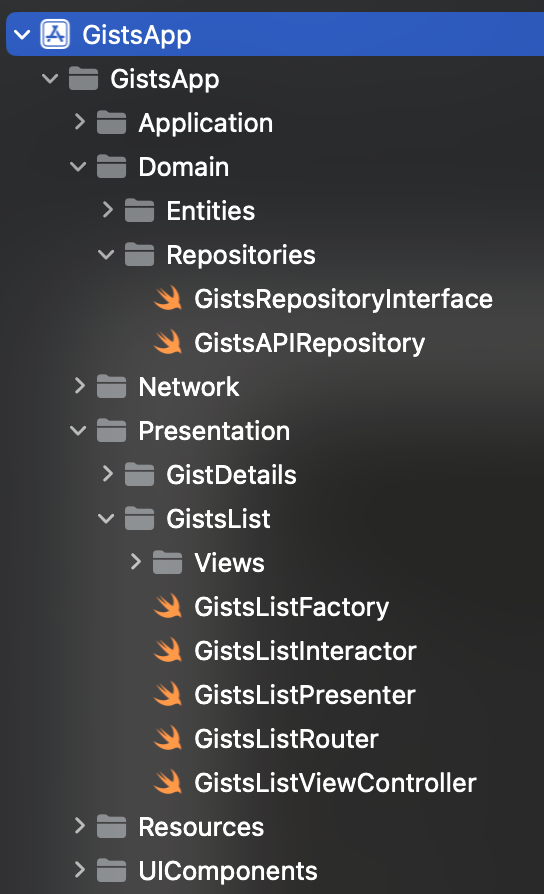 GistsApp
GistsApp
Application
Domain
Entities
Repositories
GistsRepositoryInterface
GistsAPIRepository
Network
Presentation
GistDetails
GistsList
Views
GistsListFactory
GistsListInteractor
GistsListPresenter
GistsListRouter
GistsListViewController
Resources
UIComponents